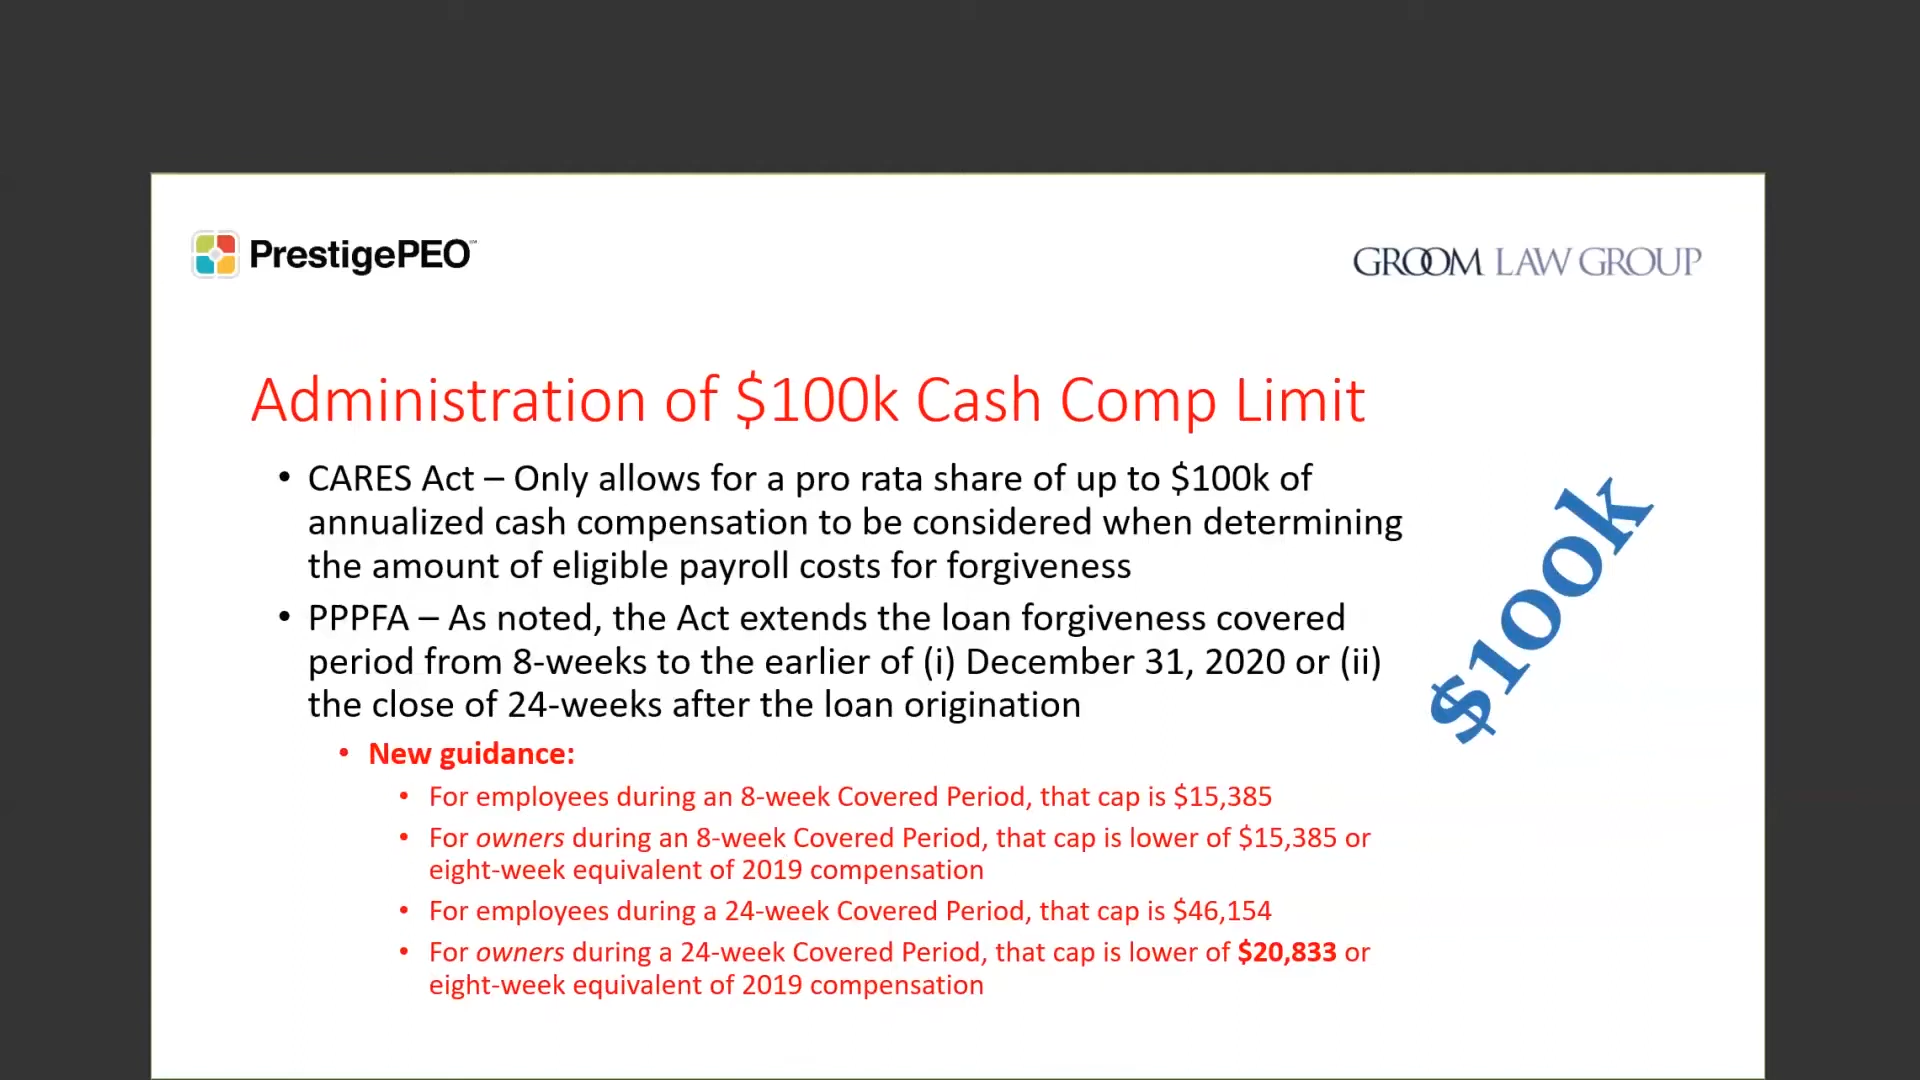 PrestigePEO™
GROOM LAW GROUP
Administration of $100k Cash Comp Limit
• CARES Act – Only allows for a pro rata share of up to $100k of
annualized cash compensation to be considered when determining
the amount of eligible payroll costs for forgiveness
• PPPFA – As noted, the Act extends the loan forgiveness covered
period from 8-weeks to the earlier of (i) December 31, 2020 or (ii)
the close of 24-weeks after the loan origination
$100k
• New guidance:
• For employees during an 8-week Covered Period, that cap is $15,385
• For owners during an 8-week Covered Period, that cap is lower of $15,385 or
eight-week equivalent of 2019 compensation
• For employees during a 24-week Covered Period, that cap is $46,154
• For owners during a 24-week Covered Period, that cap is lower of $20,833 or
eight-week equivalent of 2019 compensation